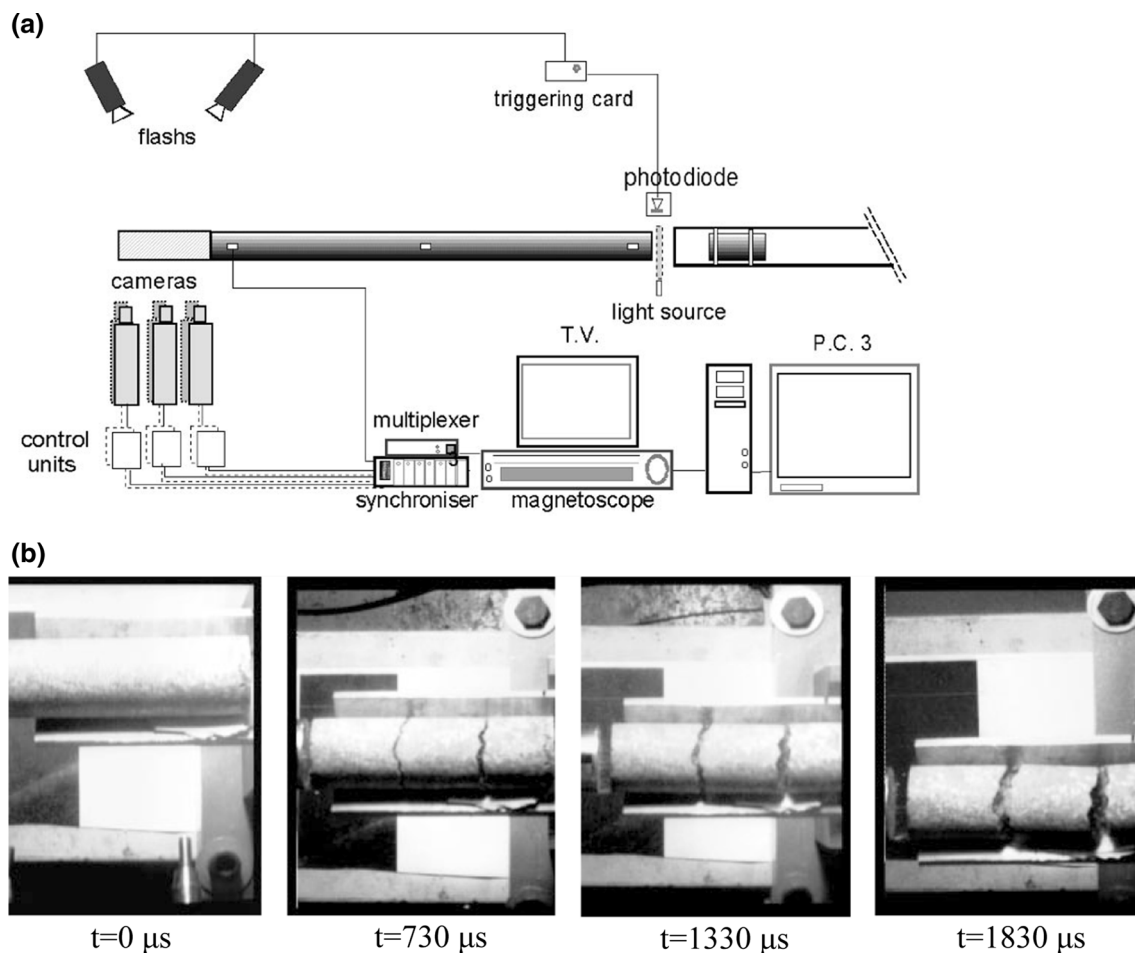 (a)
flashs
triggering card
photodiode
cameras
light source
T.V.
P.C. 3
multiplexer
control
units
synchroniser
magnetoscope
(b)
t=0 μs
t=730 μs
t=1330 μs
t=1830 μs